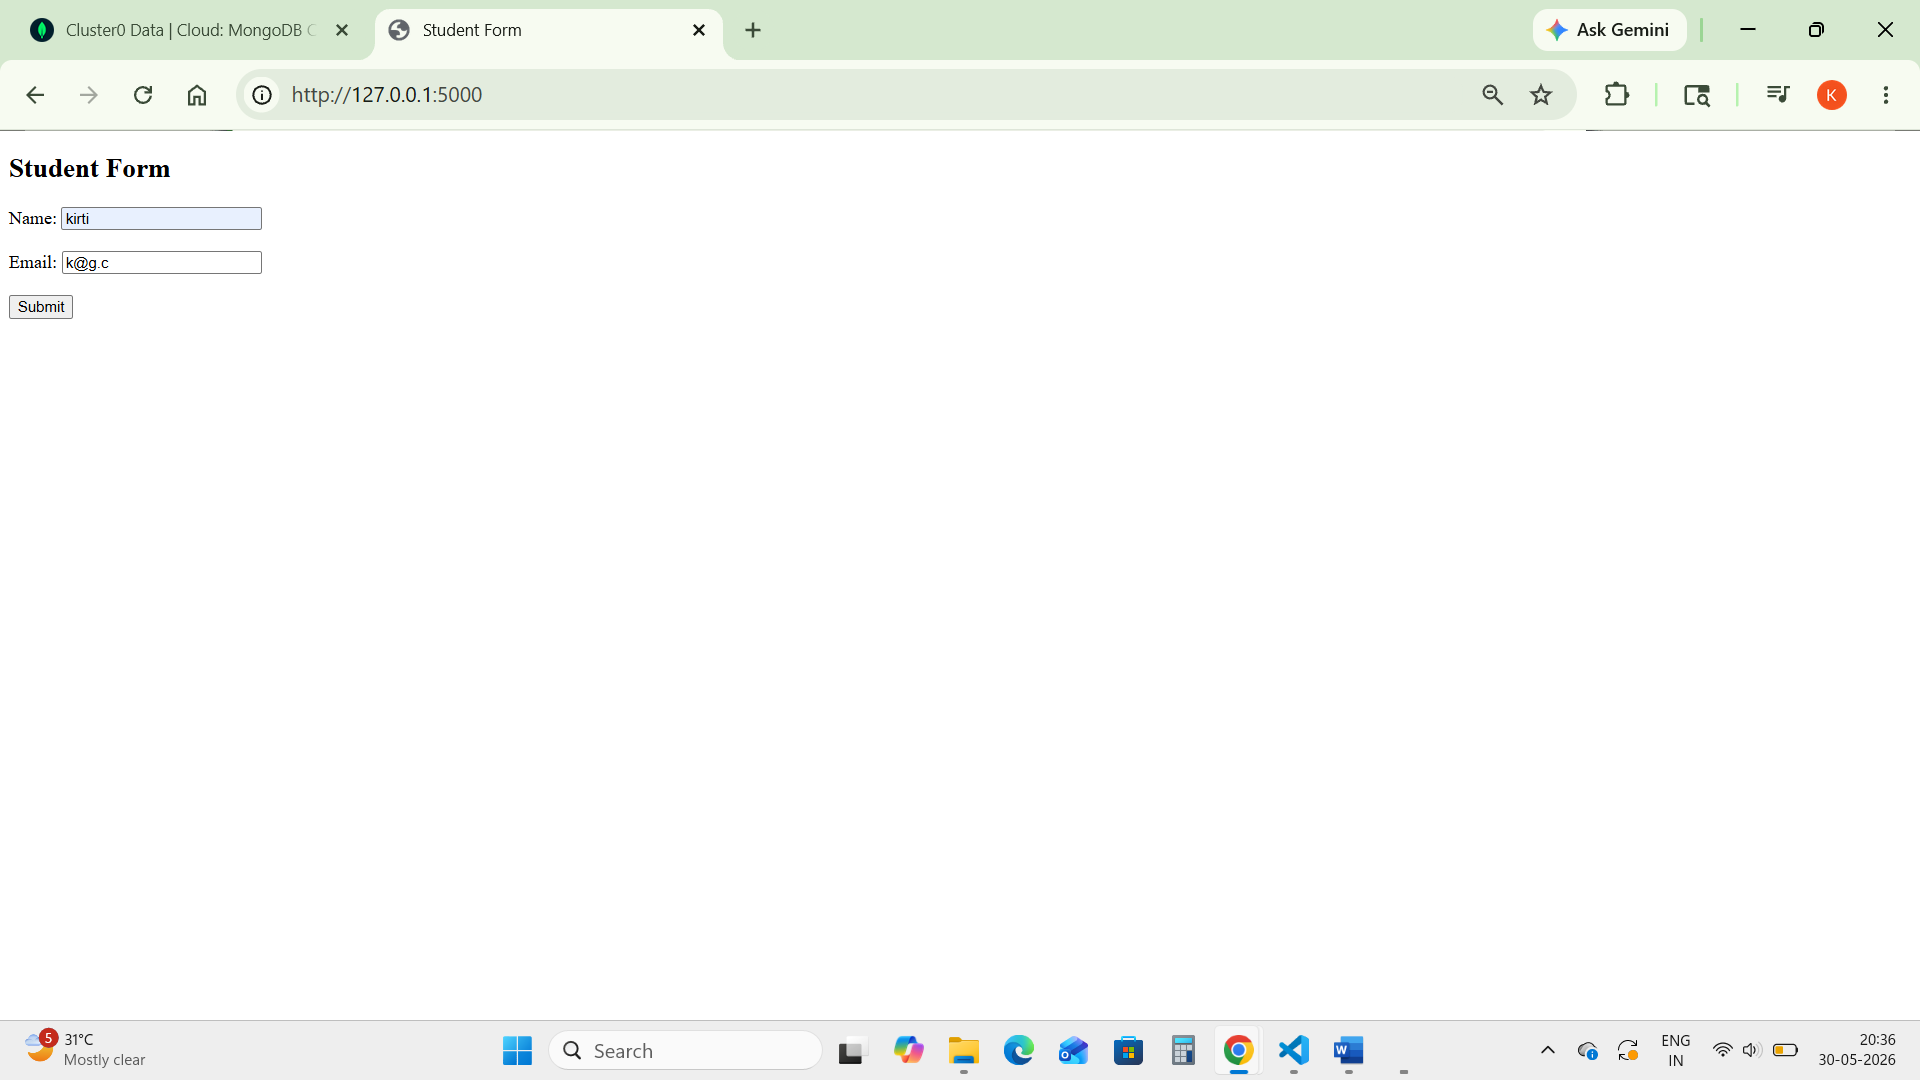 Cluster0 Data | Cloud: MongoDB C
Student Form
Ask Gemini
http://127.0.0.1:5000
K
Student Form
Name: kirti
Email: k@g.c
Submit
5
31°C
Mostly clear
Search
W
ENG
IN
20:36
30-05-2026